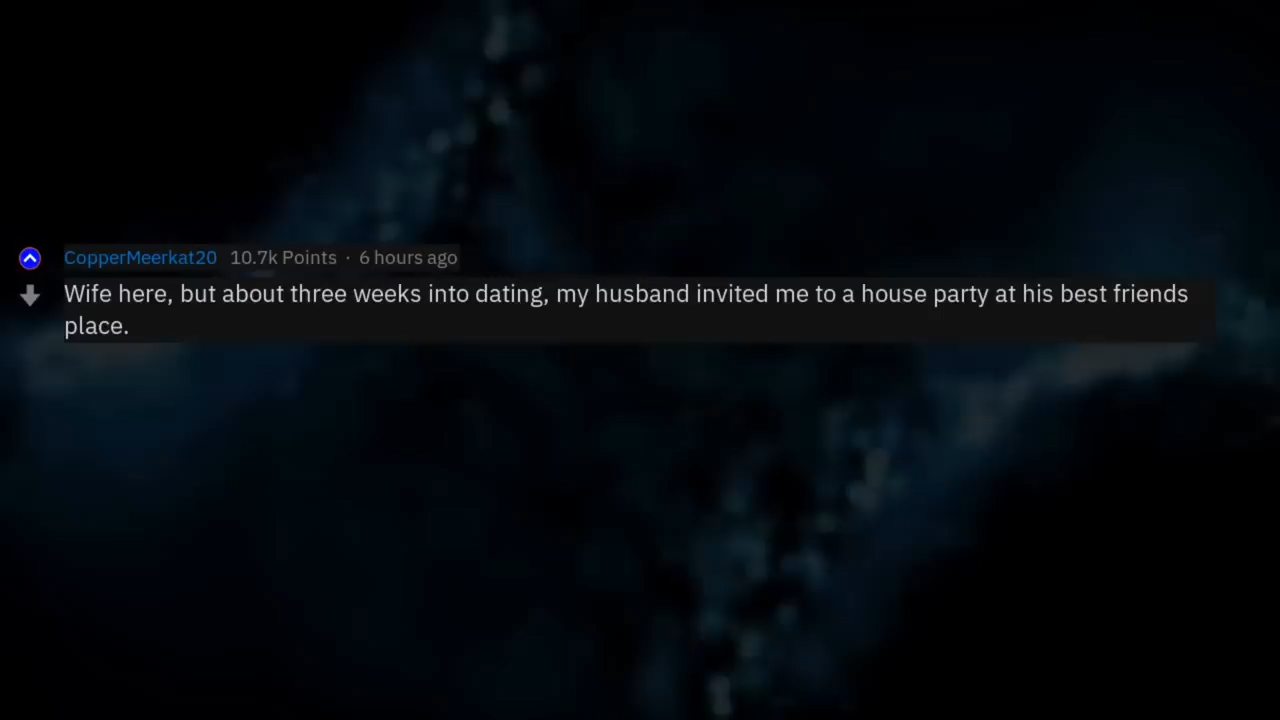 CopperMeerkat20 10.7k Points · 6 hours ago
Wife here, but about three weeks into dating, my husband invited me to a house party at his best friends
place.